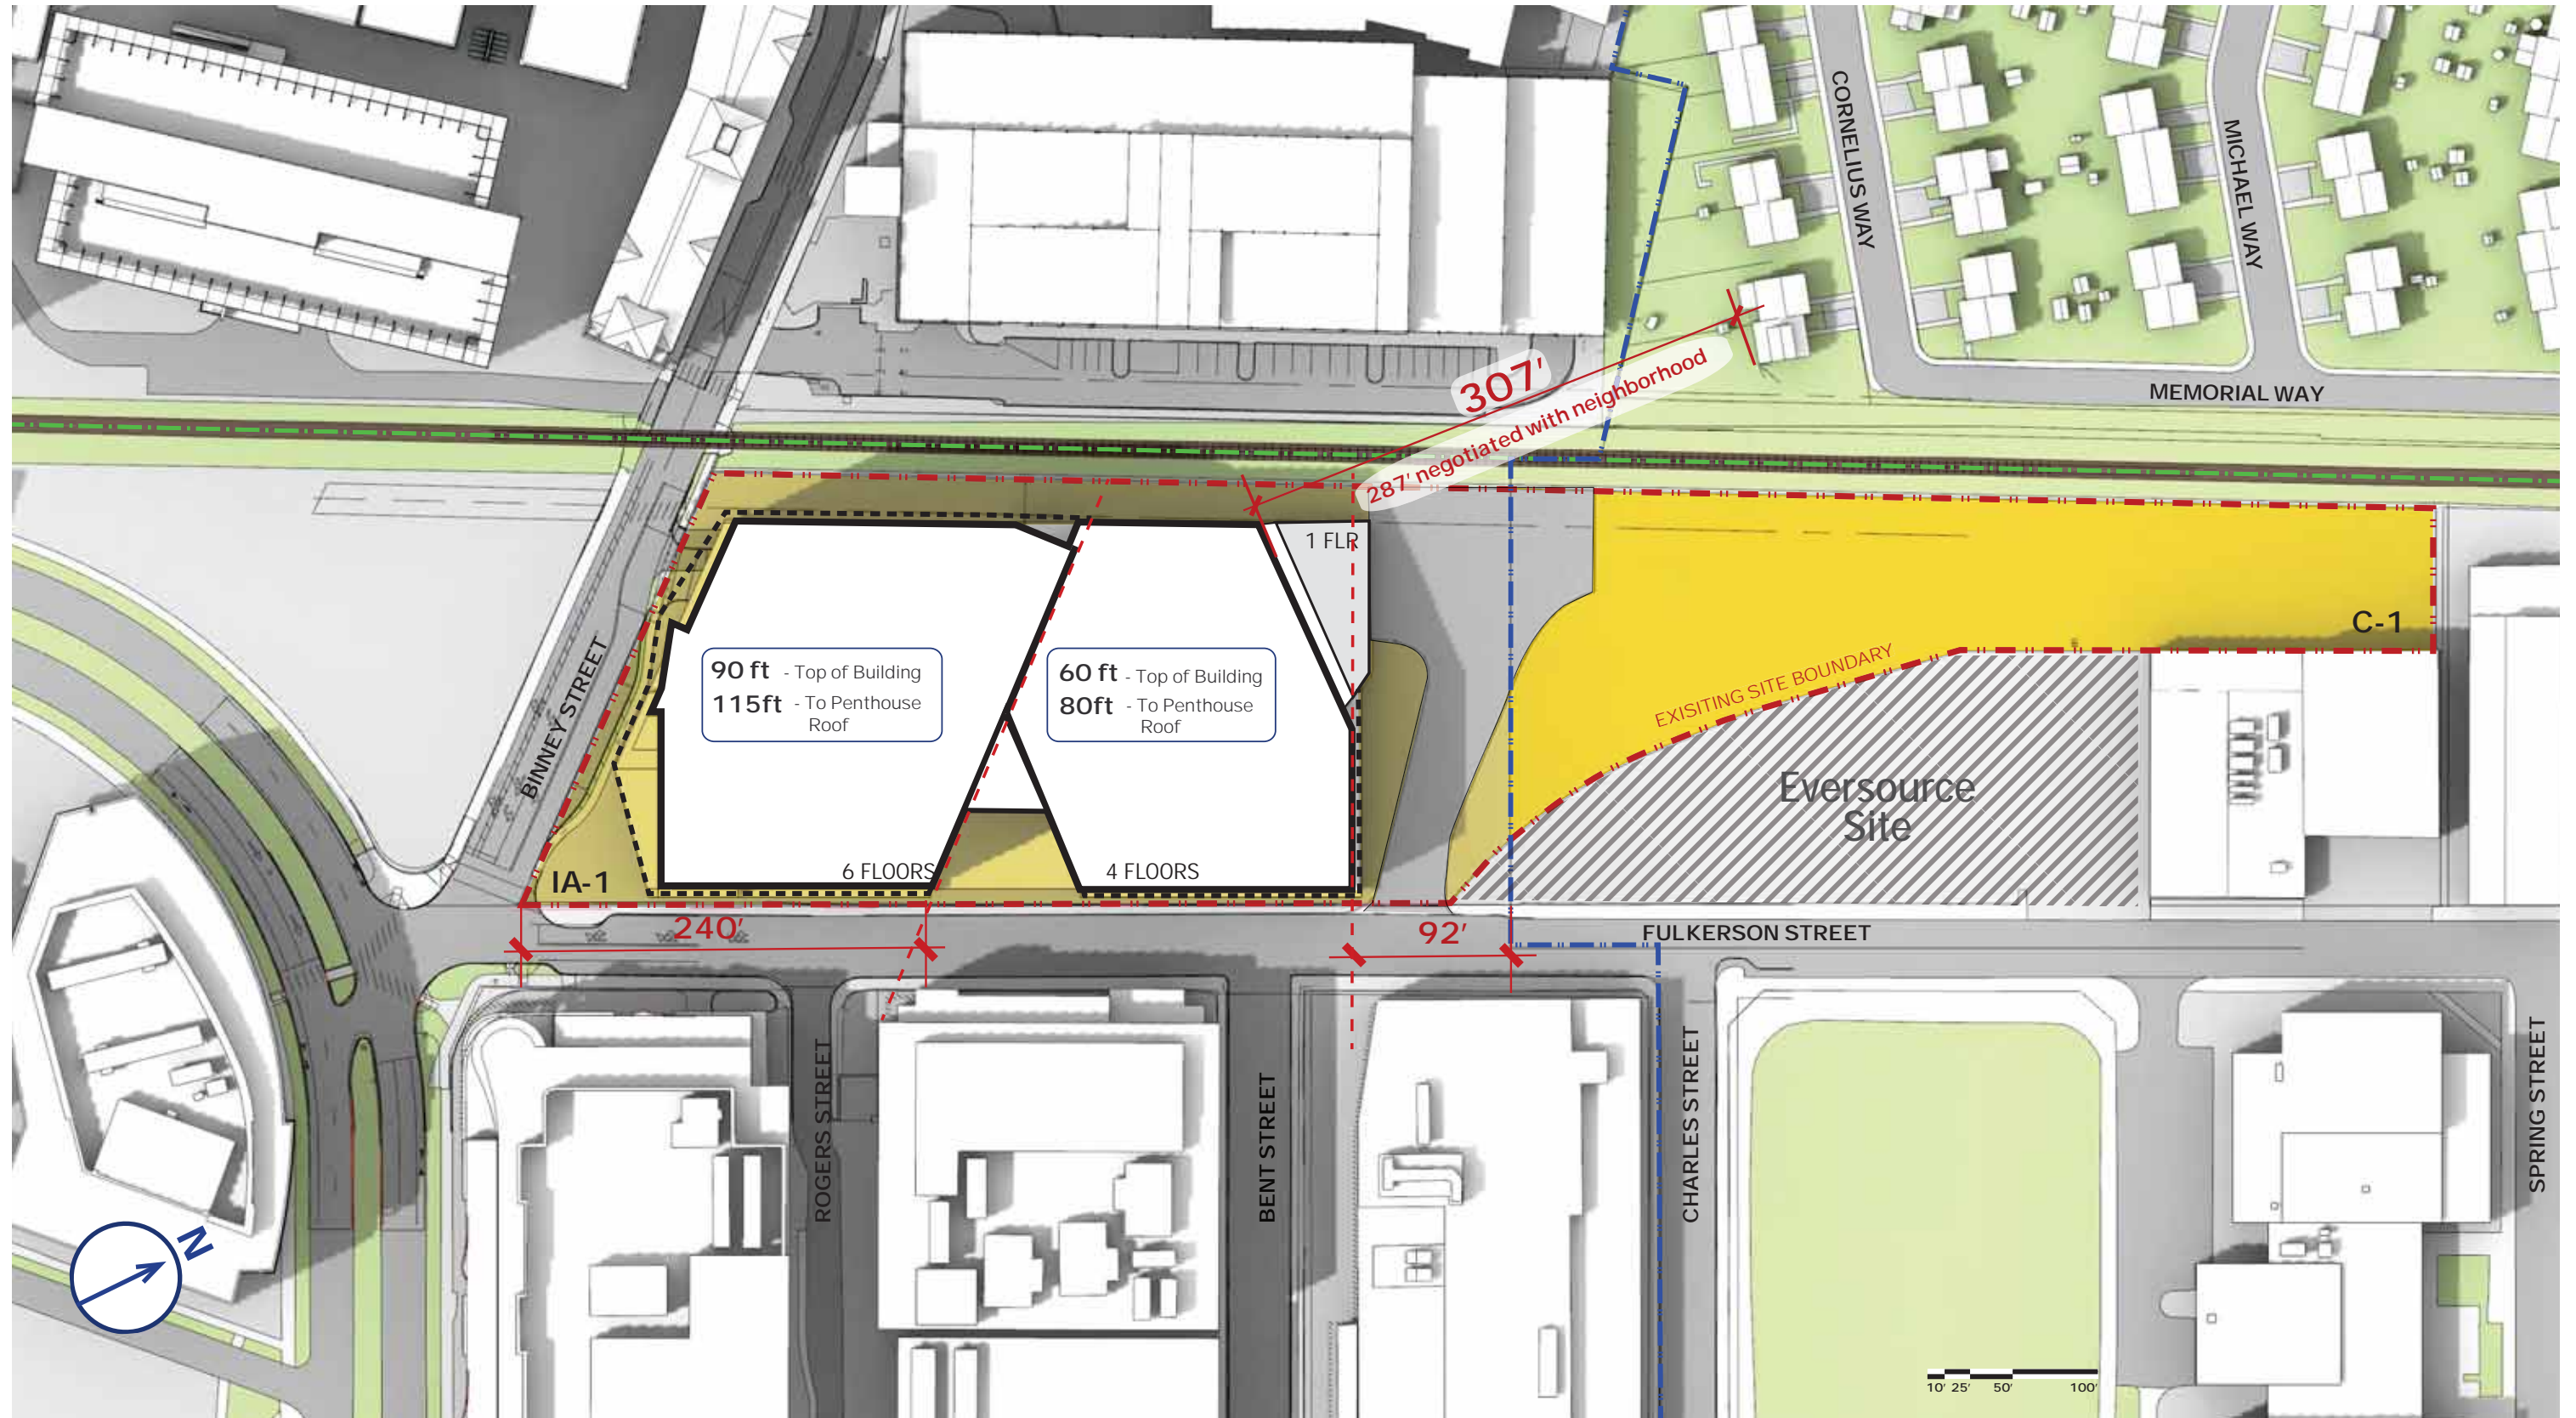 CORNELIUS WAY
MICHAEL WAY
MEMORIAL WAY
307'
287' negotiated with neighborhood
1 FLR
C-1
EXISITING SITE BOUNDARY
90 ft - Top of Building
115ft - To Penthouse
Roof
60 ft - Top of Building
80ft - To Penthouse
Roof
BINNEY STREET
Eversource
Site
6 FLOORS
4 FLOORS
IA-1
240'
92'
FULKERSON STREET
ROGERS STREET
BENT STREET
CHARLES STREET
SPRING STREET
N
10' 25' 50' 100'